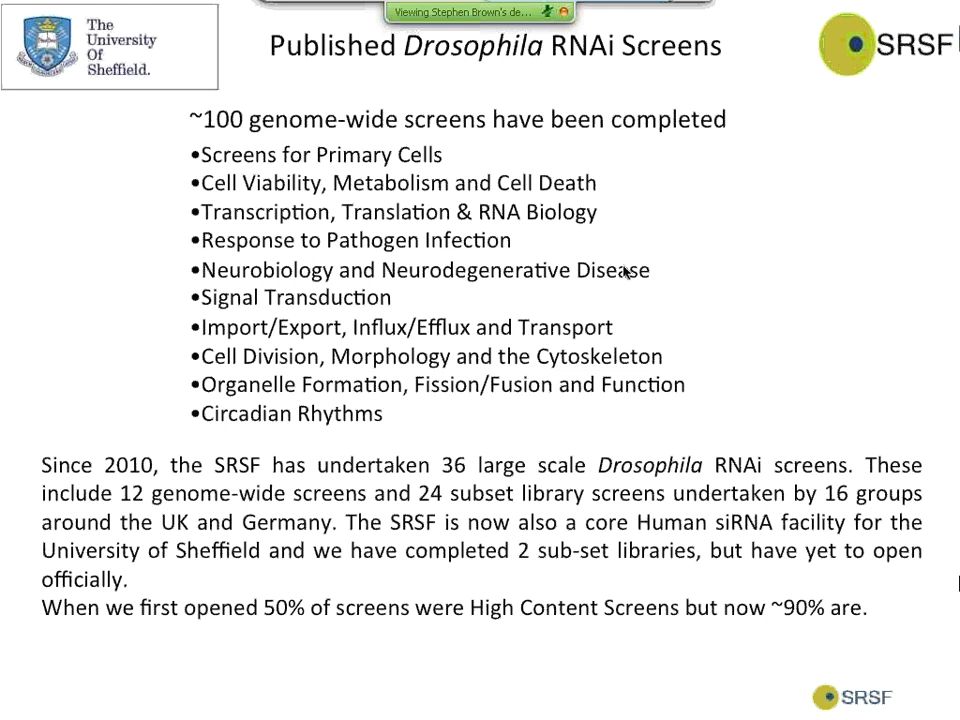 Viewing Stephen Brown's de...
The
University
Of
Sheffield.
Published Drosophila RNAi Screens
SRSF
~100 genome-wide screens have been completed
•Screens for Primary Cells
•Cell Viability, Metabolism and Cell Death
•Transcription, Translation & RNA Biology
•Response to Pathogen Infection
•Neurobiology and Neurodegenerative Disease
•Signal Transduction
•Import/Export, Influx/Efflux and Transport
•Cell Division, Morphology and the Cytoskeleton
•Organelle Formation, Fission/Fusion and Function
•Circadian Rhythms
Since 2010, the SRSF has undertaken 36 large scale Drosophila RNAi screens. These
include 12 genome-wide screens and 24 subset library screens undertaken by 16 groups
around the UK and Germany. The SRSF is now also a core Human siRNA facility for the
University of Sheffield and we have completed 2 sub-set libraries, but have yet to open
officially.
When we first opened 50% of screens were High Content Screens but now ~90% are.
SRSF